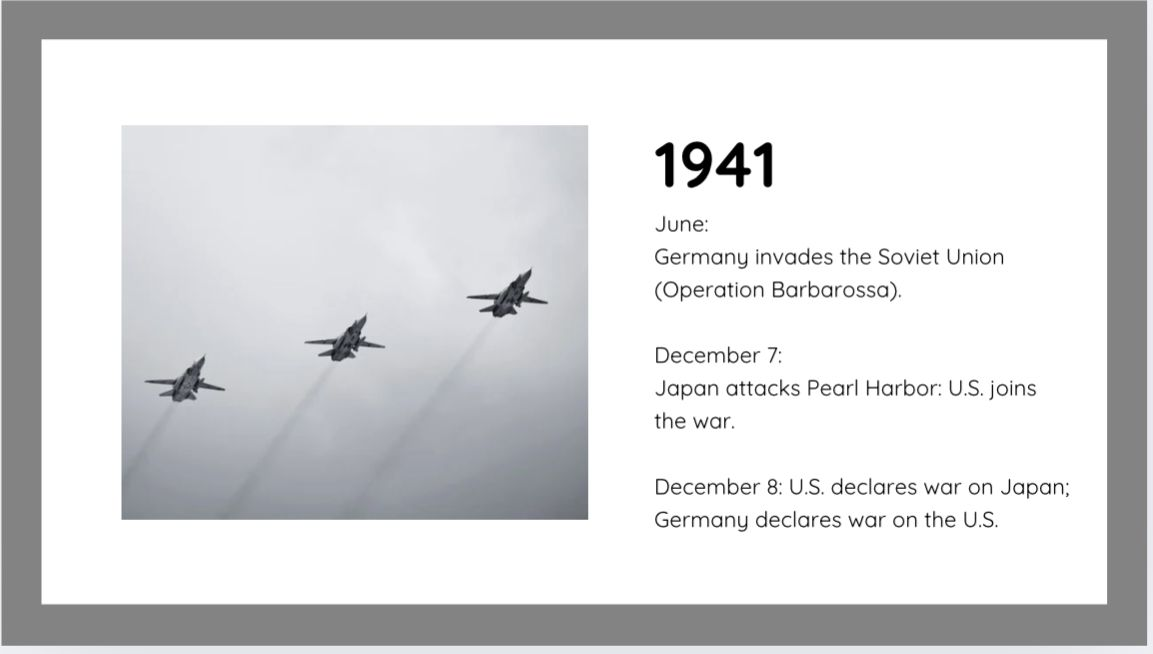 1941
June:
Germany invades the Soviet Union
(Operation Barbarossa).
December 7:
Japan attacks Pearl Harbor: U.S. joins
the war.
December 8: U.S. declares war on Japan;
Germany declares war on the U.S.